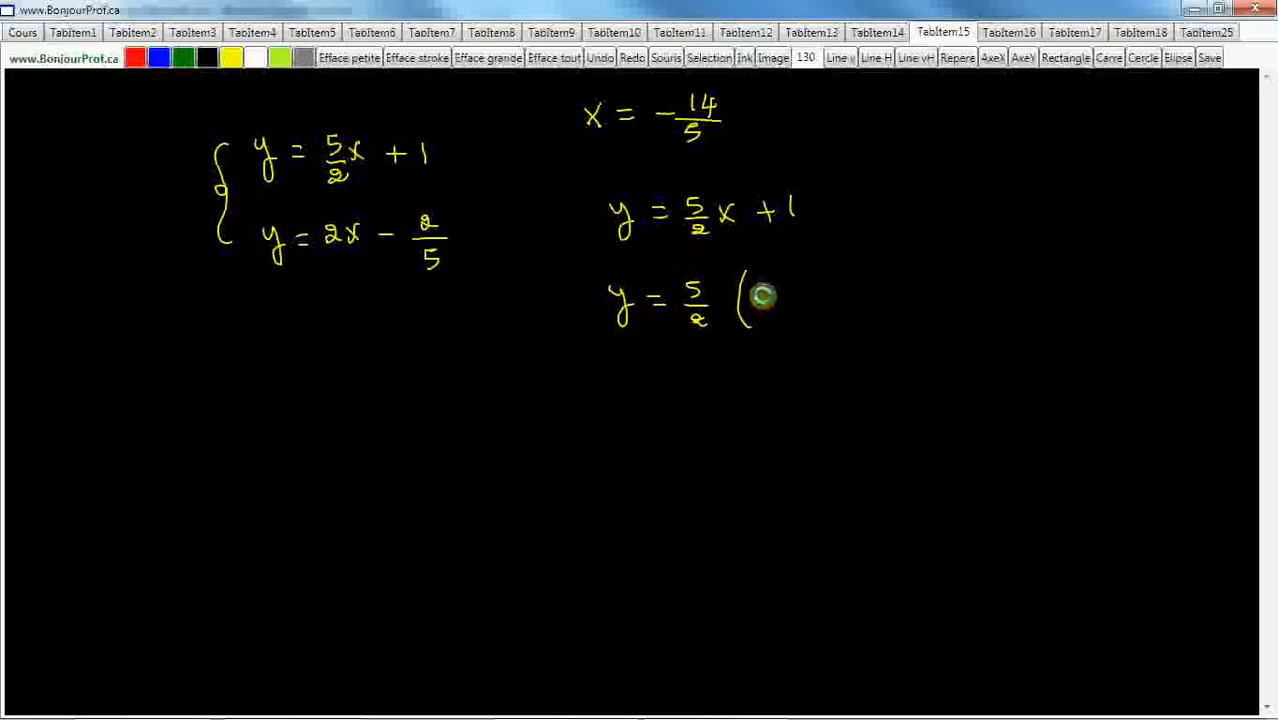 www.BonjourProf.ca
Cours TabItem1 TabItem2 TabItem3 TabItem4 TabItem5 TabItem6 TabItem7 TabItem8 TabItem9 TabItem10 TabItem11 TabItem12 TabItem13 TabItem14 TabItem15 TabItem16 TabItem17 TabItem18 TabItem25
www.BonjourProf.ca Efface petite Efface stroke Efface grande Efface tout Undo Redo Souris Selection Ink Image 130 Line v Line H Line vH Repere AxeX AxeY Rectangle Carre Cercle Elipse Save
y = 5/2 x + 1
y = 2x - 2/5
x = - 14/5
y = 5/2 x + 1
y = 5/2 (